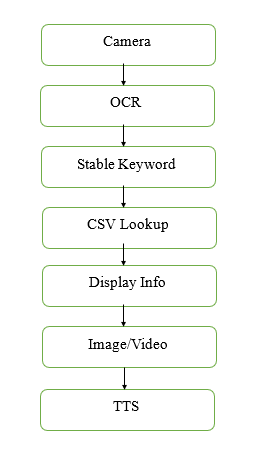 Camera
OCR
Stable Keyword
CSV Lookup
Display Info
Image/Video
TTS